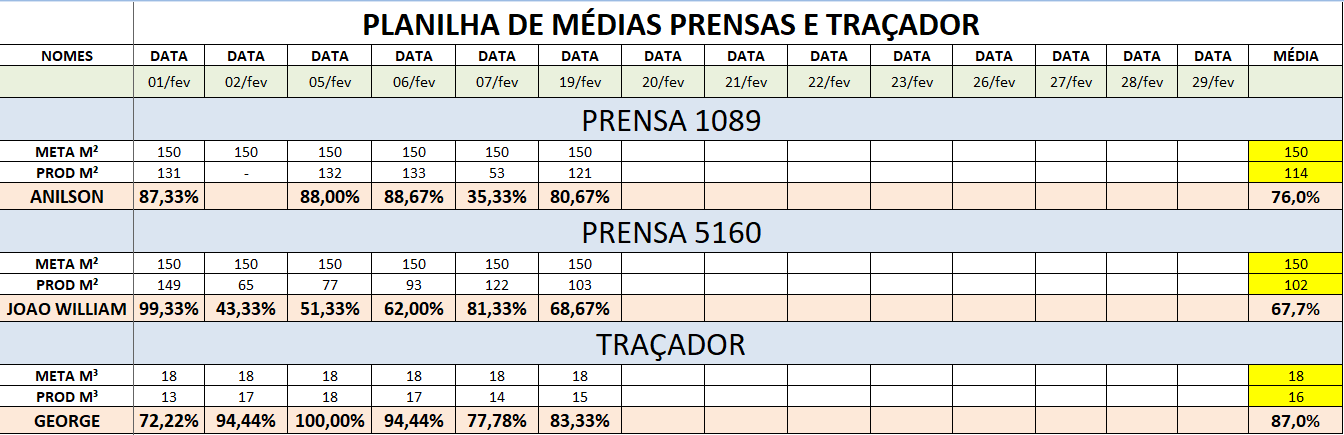 PLANILHA DE MÉDIAS PRENSAS E TRAÇADOR
NOMES DATA DATA DATA DATA DATA DATA DATA DATA DATA DATA DATA DATA DATA DATA MÉDIA
01/fev 02/fev 05/fev 06/fev 07/fev 19/fev 20/fev 21/fev 22/fev 23/fev 26/fev 27/fev 28/fev 29/fev
PRENSA 1089
META M² 150 150 150 150 150 150 150
PROD M² 131 - 132 133 53 121 114
ANILSON 87,33% 88,00% 88,67% 35,33% 80,67% 76,0%
PRENSA 5160
META M² 150 150 150 150 150 150 150
PROD M² 149 65 77 93 122 103 102
JOAO WILLIAM 99,33% 43,33% 51,33% 62,00% 81,33% 68,67% 67,7%
TRAÇADOR
META M³ 18 18 18 18 18 18 18
PROD M³ 13 17 18 17 14 15 16
GEORGE 72,22% 94,44% 100,00% 94,44% 77,78% 83,33% 87,0%